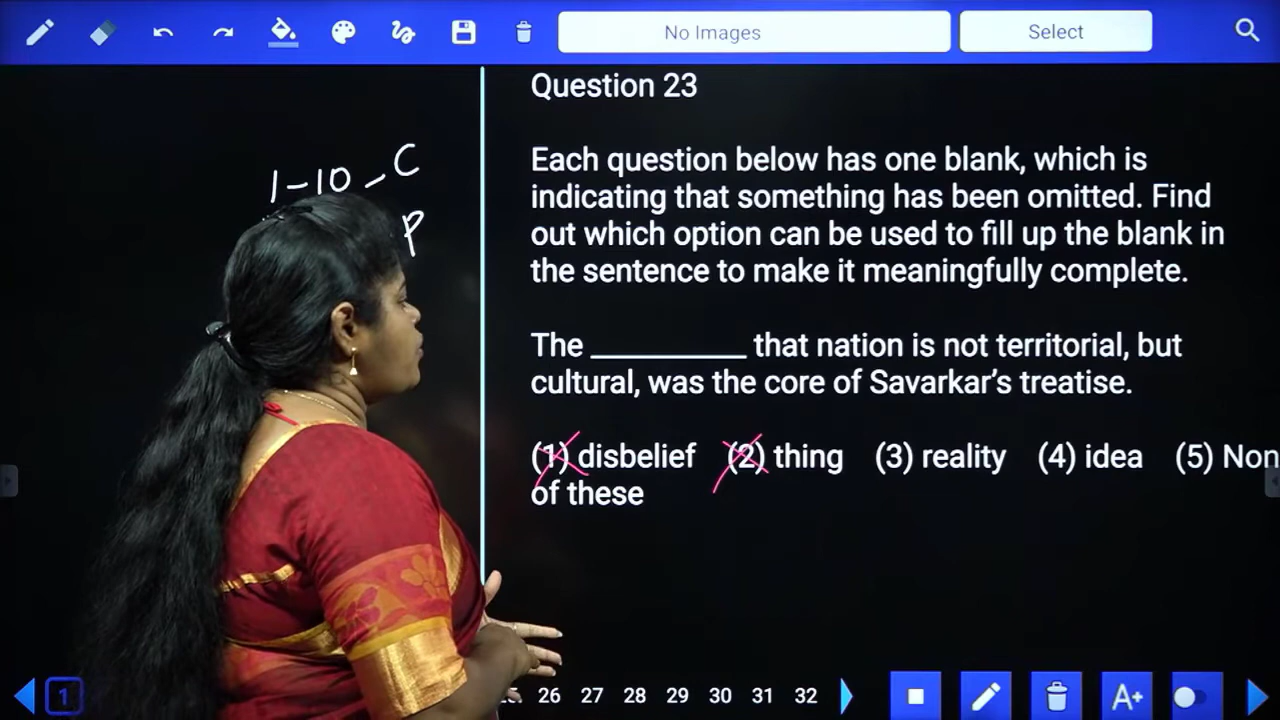 No Images
Select
Question 23
1-10 - C
P
Each question below has one blank, which is
indicating that something has been omitted. Find
out which option can be used to fill up the blank in
the sentence to make it meaningfully complete.
The __________ that nation is not territorial, but
cultural, was the core of Savarkar’s treatise.
(1) disbelief (2) thing (3) reality (4) idea (5) Non
of these
1
26 27 28 29 30 31 32
A+